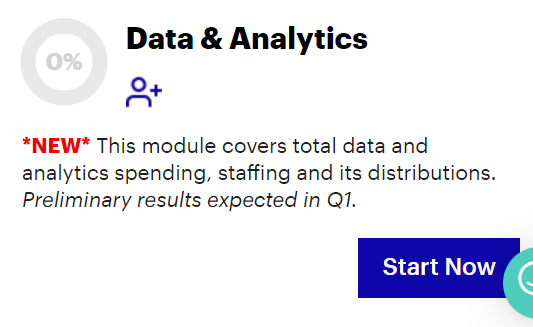 Data & Analytics
0%
*NEW* This module covers total data and
analytics spending, staffing and its distributions.
Preliminary results expected in Q1.
Start Now